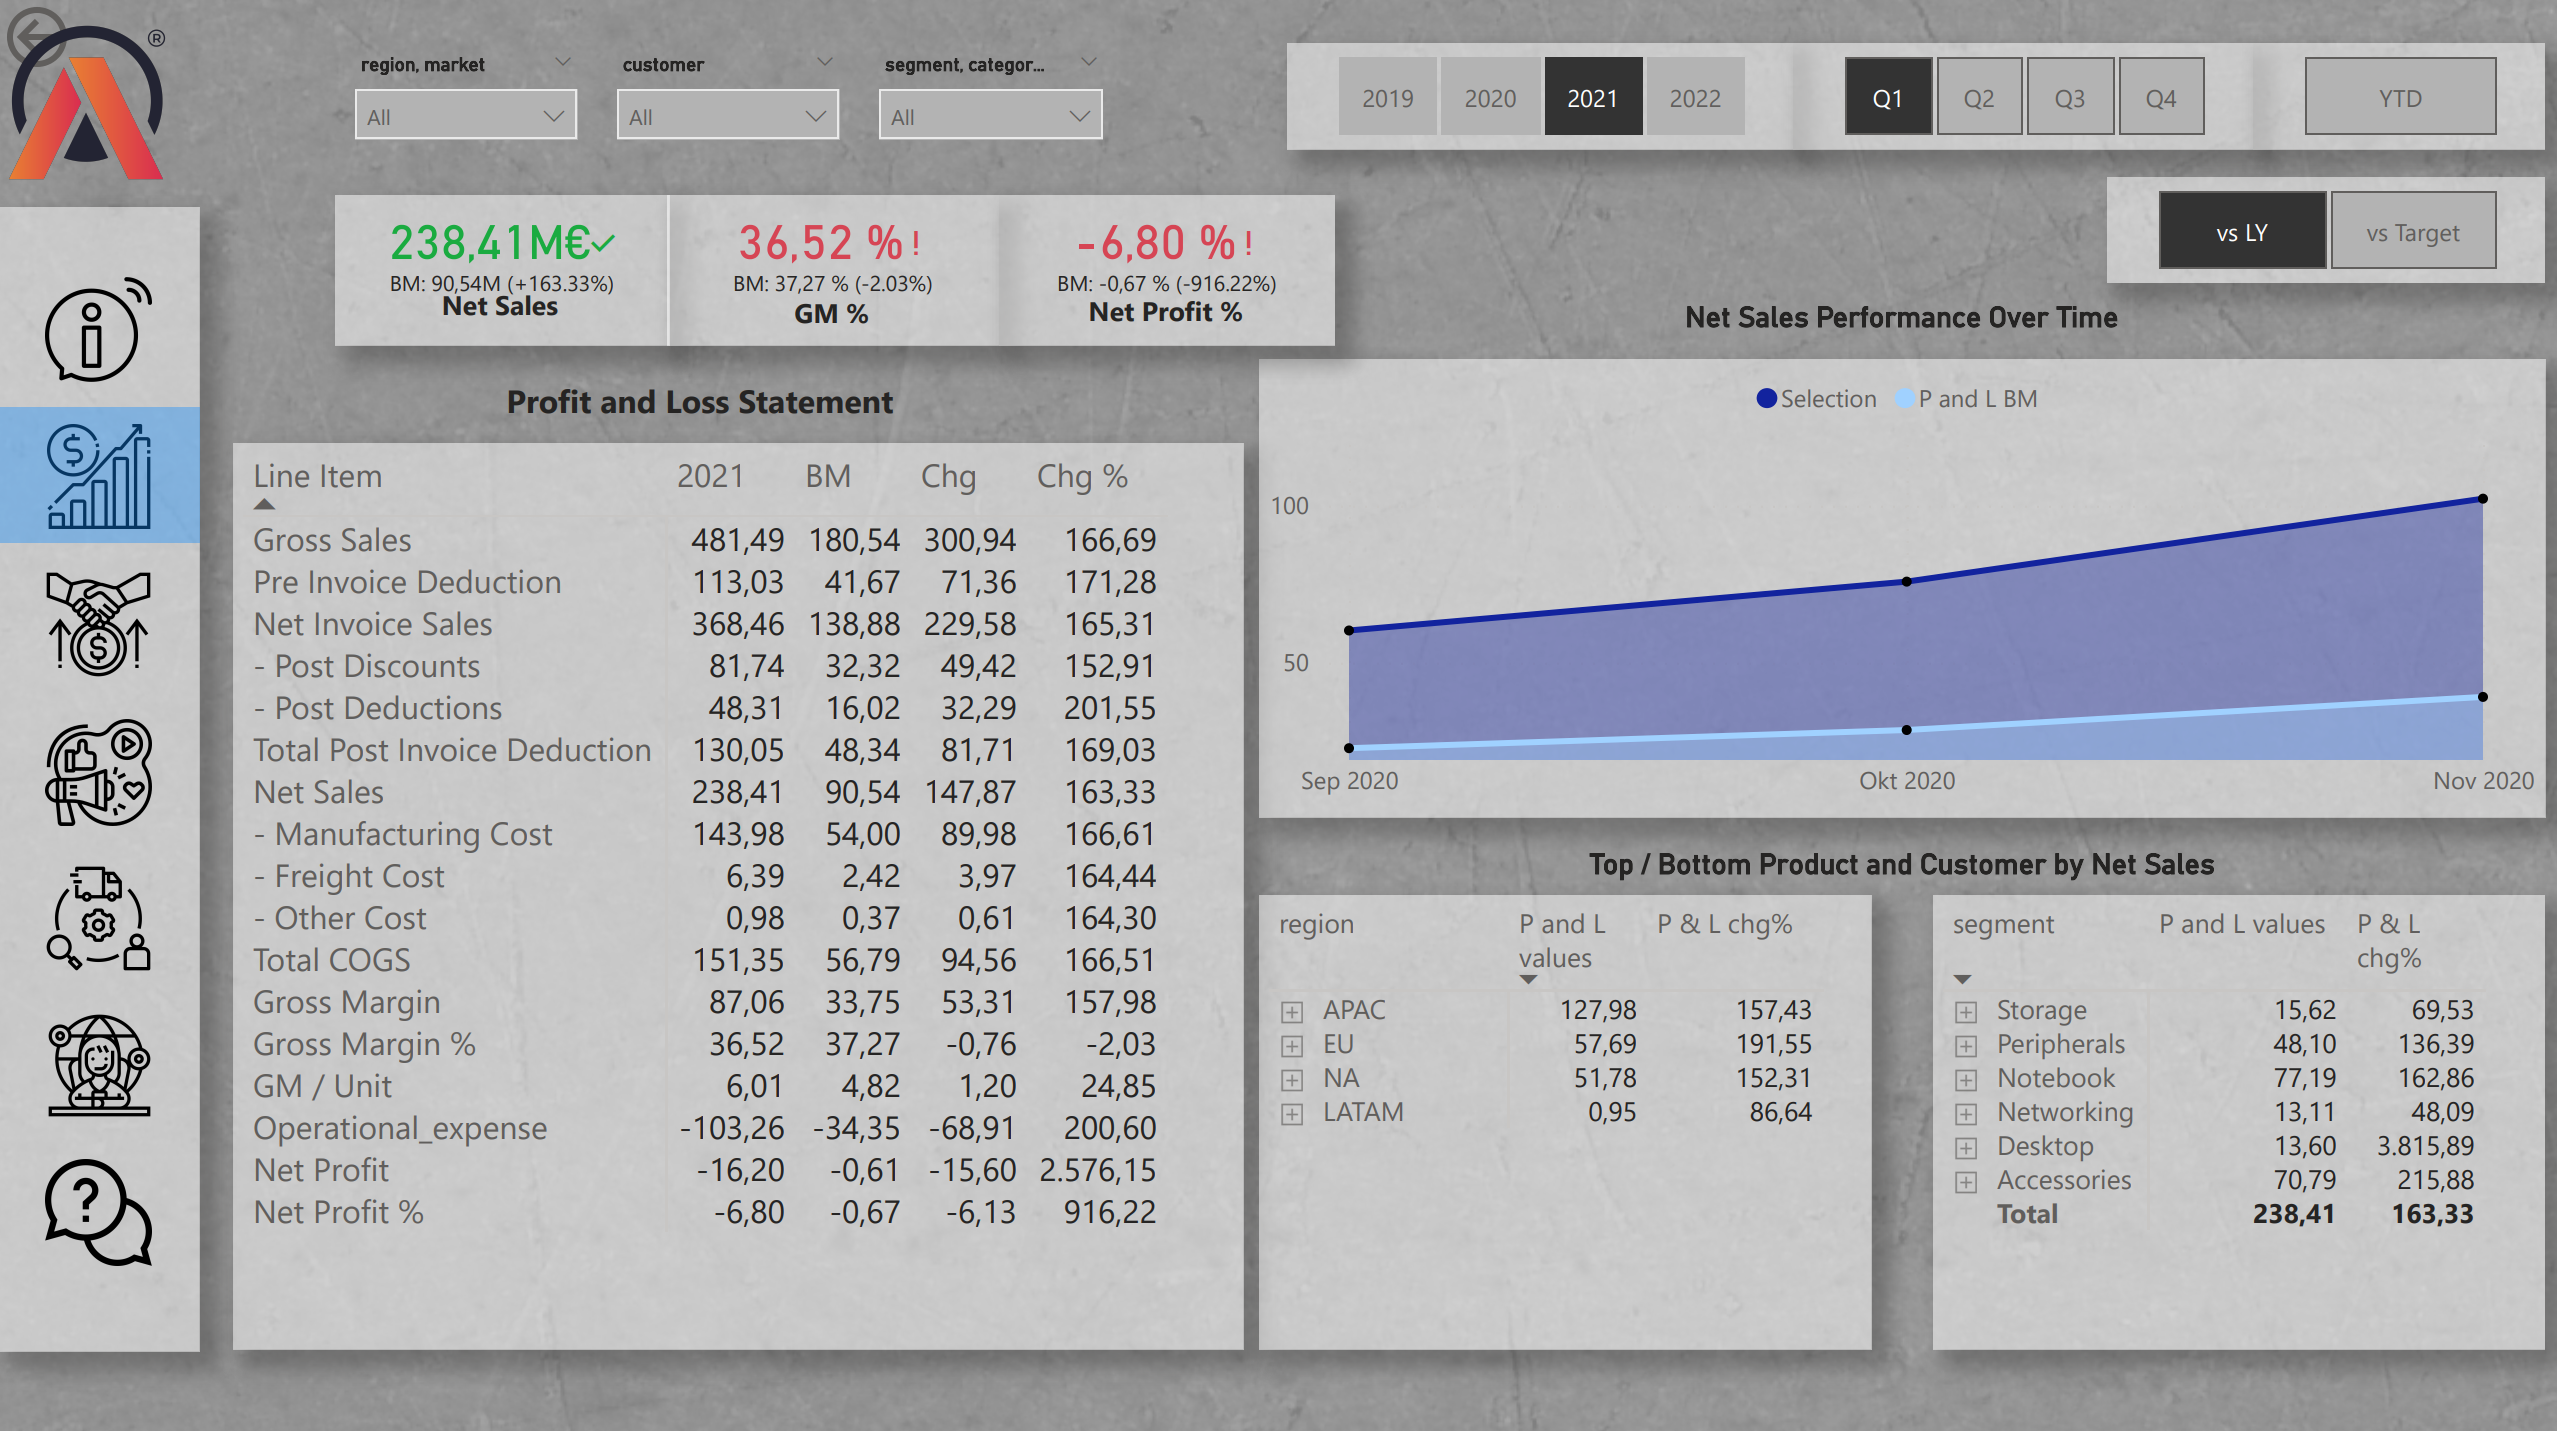 ®
region, market
customer
segment, categor...
All
All
All
2019 2020 2021 2022
Q1 Q2 Q3 Q4
YTD
vs LY vs Target
238,41M€
BM: 90,54M (+163.33%)
Net Sales
36,52 % !
BM: 37,27 % (-2.03%)
GM %
-6,80 % !
BM: -0,67 % (-916.22%)
Net Profit %
Profit and Loss Statement
Line Item 2021 BM Chg Chg %
Gross Sales 481,49 180,54 300,94 166,69
Pre Invoice Deduction 113,03 41,67 71,36 171,28
Net Invoice Sales 368,46 138,88 229,58 165,31
- Post Discounts 81,74 32,32 49,42 152,91
- Post Deductions 48,31 16,02 32,29 201,55
Total Post Invoice Deduction 130,05 48,34 81,71 169,03
Net Sales 238,41 90,54 147,87 163,33
- Manufacturing Cost 143,98 54,00 89,98 166,61
- Freight Cost 6,39 2,42 3,97 164,44
- Other Cost 0,98 0,37 0,61 164,30
Total COGS 151,35 56,79 94,56 166,51
Gross Margin 87,06 33,75 53,31 157,98
Gross Margin % 36,52 37,27 -0,76 -2,03
GM / Unit 6,01 4,82 1,20 24,85
Operational_expense -103,26 -34,35 -68,91 200,60
Net Profit -16,20 -0,61 -15,60 2.576,15
Net Profit % -6,80 -0,67 -6,13 916,22
Net Sales Performance Over Time
Selection P and L BM
100
50
Sep 2020 Okt 2020 Nov 2020
Top / Bottom Product and Customer by Net Sales
region P and L values P & L chg%
APAC 127,98 157,43
EU 57,69 191,55
NA 51,78 152,31
LATAM 0,95 86,64
segment P and L values P & L chg%
Storage 15,62 69,53
Peripherals 48,10 136,39
Notebook 77,19 162,86
Networking 13,11 48,09
Desktop 13,60 3.815,89
Accessories 70,79 215,88
Total 238,41 163,33